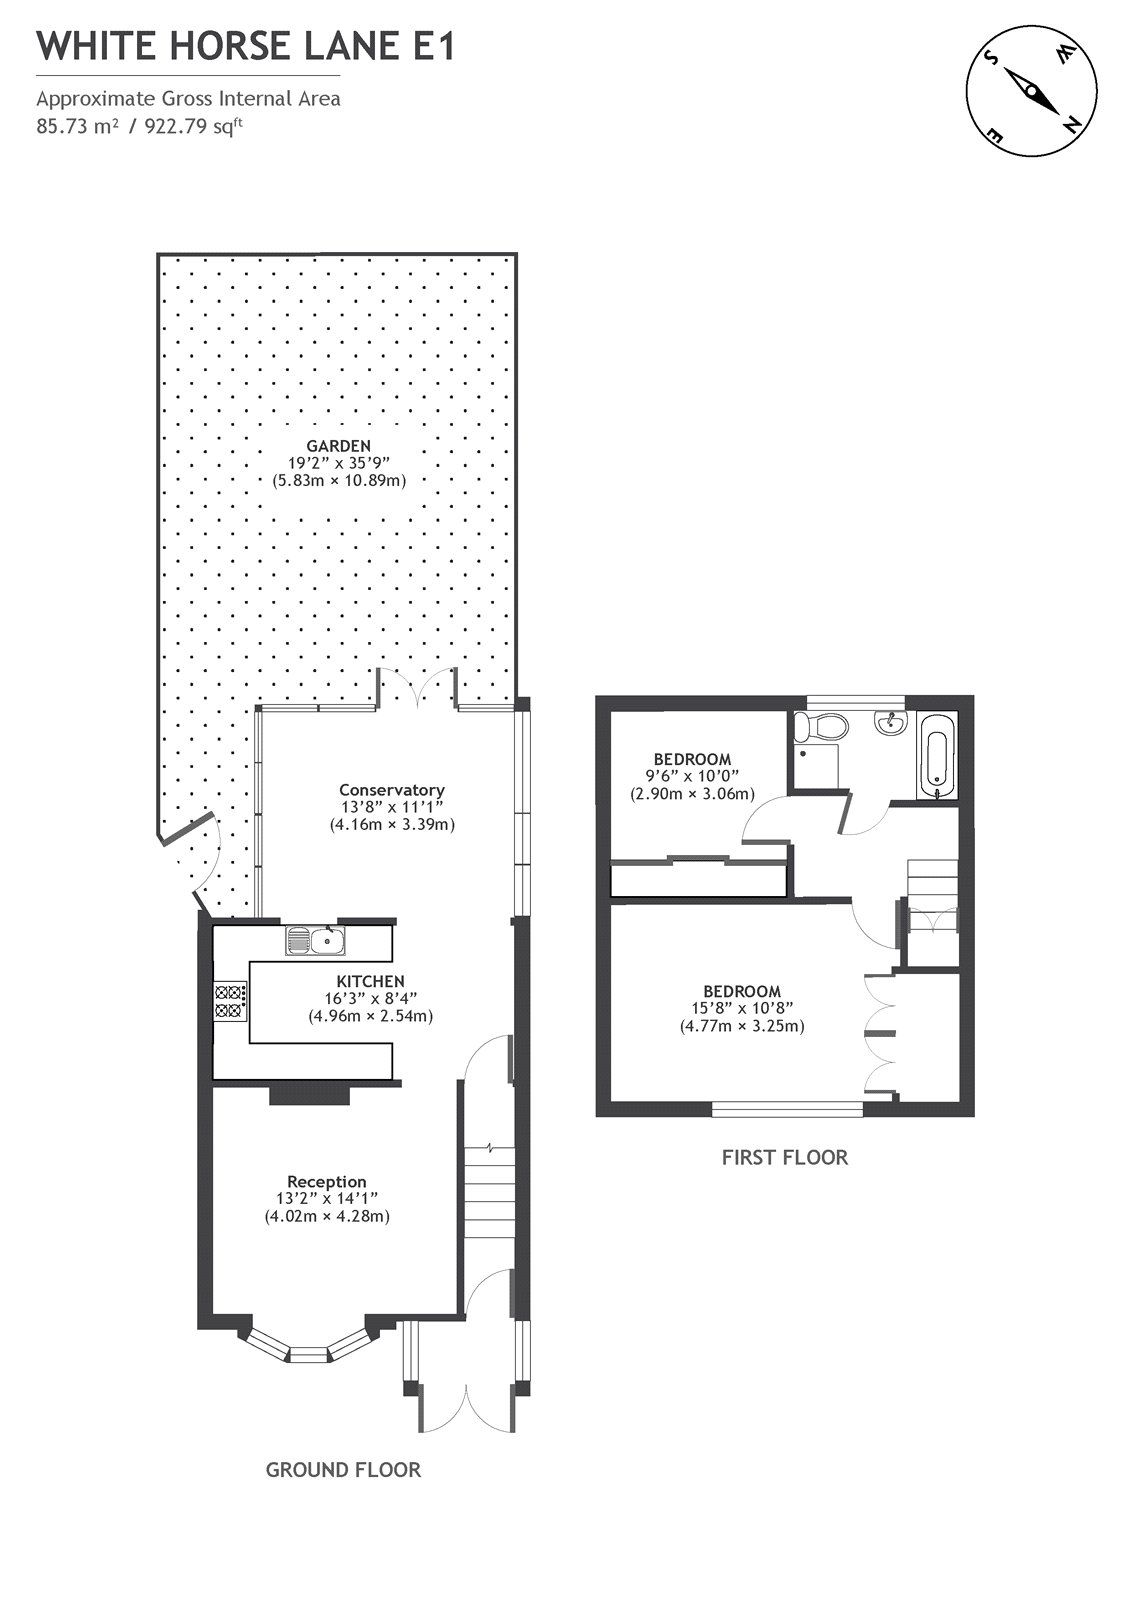 WHITE HORSE LANE E1
Approximate Gross Internal Area
85.73 m² / 922.79 sqft
S
W
N
E
GARDEN
19’2” x 35’9”
(5.83m × 10.89m)
Conservatory
13’8” x 11’1”
(4.16m × 3.39m)
KITCHEN
16’3” x 8’4”
(4.96m × 2.54m)
Reception
13’2” x 14’1”
(4.02m × 4.28m)
GROUND FLOOR
BEDROOM
9’6” x 10’0”
(2.90m × 3.06m)
BEDROOM
15’8” x 10’8”
(4.77m × 3.25m)
FIRST FLOOR